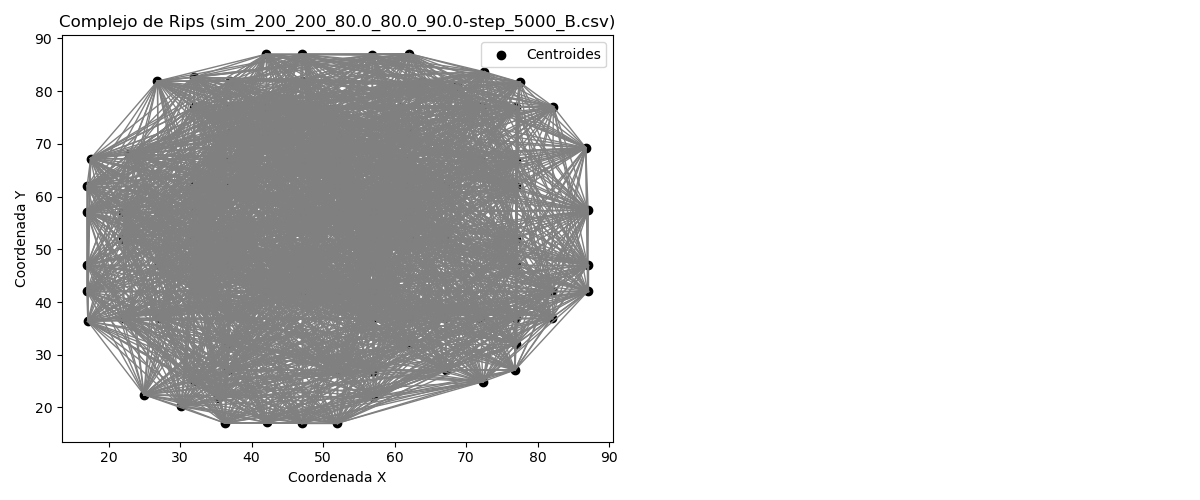 Complejo de Rips (sim_200_200_80.0_80.0_90.0-step_5000_B.csv)
Centroides
90
80
70
60
50
40
30
20
Coordenada Y
20 30 40 50 60 70 80 90
Coordenada X